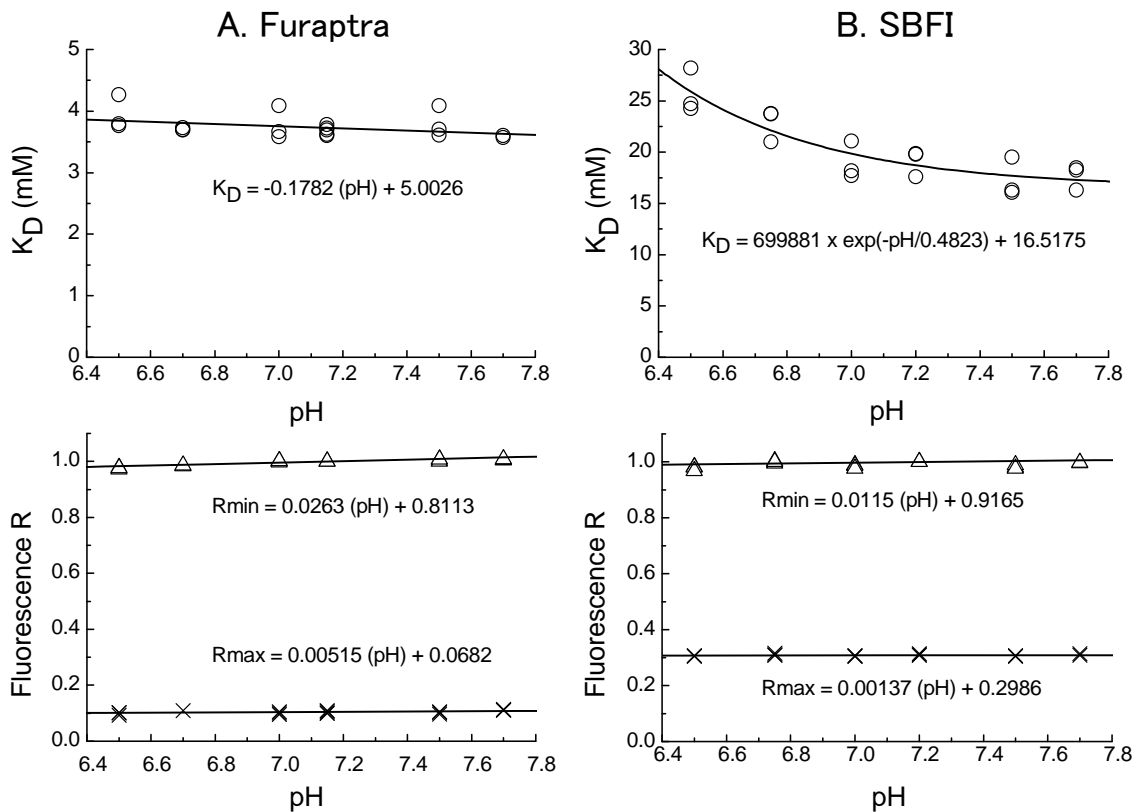 A. Furaptra
5
4
3
2
1
0
K_D (mM)
K_D = -0.1782 (pH) + 5.0026
6.4 6.6 6.8 7.0 7.2 7.4 7.6 7.8
pH
B. SBFI
30
25
20
15
10
5
0
K_D (mM)
K_D = 699881 x exp(-pH/0.4823) + 16.5175
6.4 6.6 6.8 7.0 7.2 7.4 7.6 7.8
pH
1.0
0.8
0.6
0.4
0.2
0.0
Fluorescence R
Rmin = 0.0263 (pH) + 0.8113
Rmax = 0.00515 (pH) + 0.0682
6.4 6.6 6.8 7.0 7.2 7.4 7.6 7.8
pH
1.0
0.8
0.6
0.4
0.2
0.0
Fluorescence R
Rmin = 0.0115 (pH) + 0.9165
Rmax = 0.00137 (pH) + 0.2986
6.4 6.6 6.8 7.0 7.2 7.4 7.6 7.8
pH